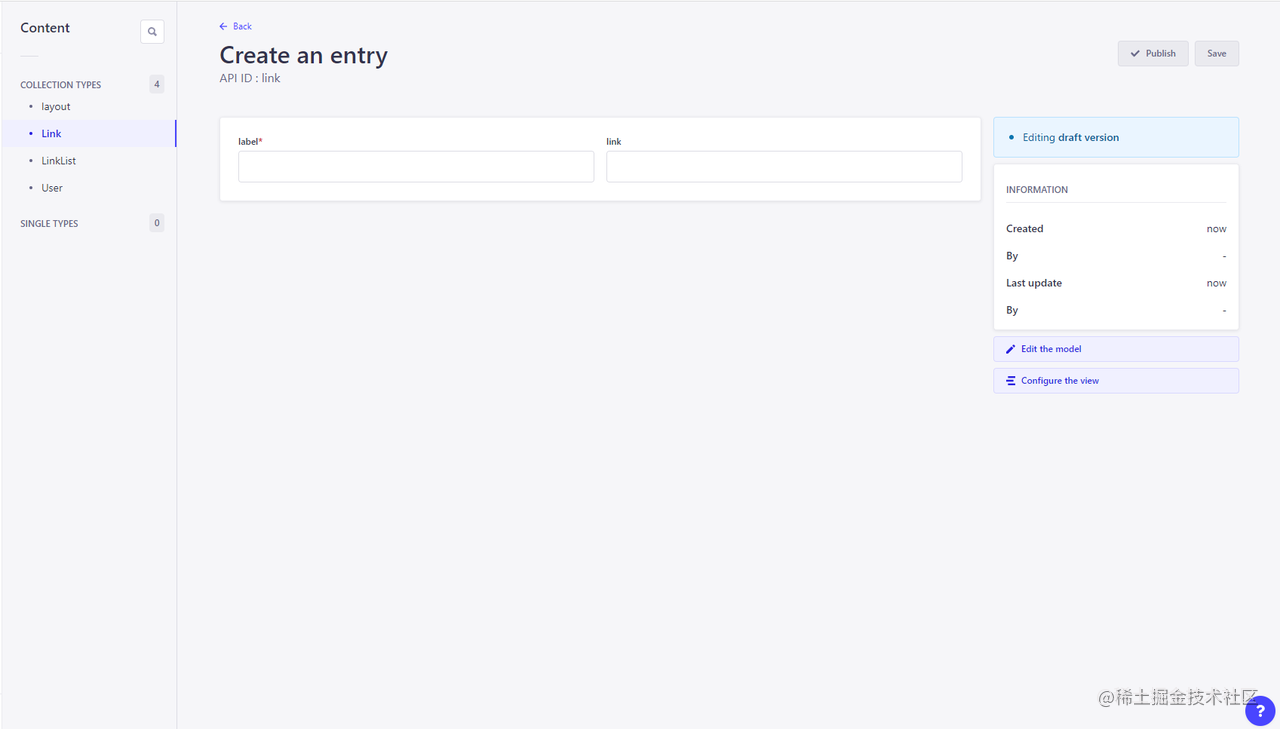 Content
COLLECTION TYPES 4
layout
Link
LinkList
User
SINGLE TYPES 0
Back
Create an entry
API ID : link
Publish Save
label* link
Editing draft version
INFORMATION
Created now
By -
Last update now
By -
Edit the model
Configure the view
@稀土掘金技术社区
?